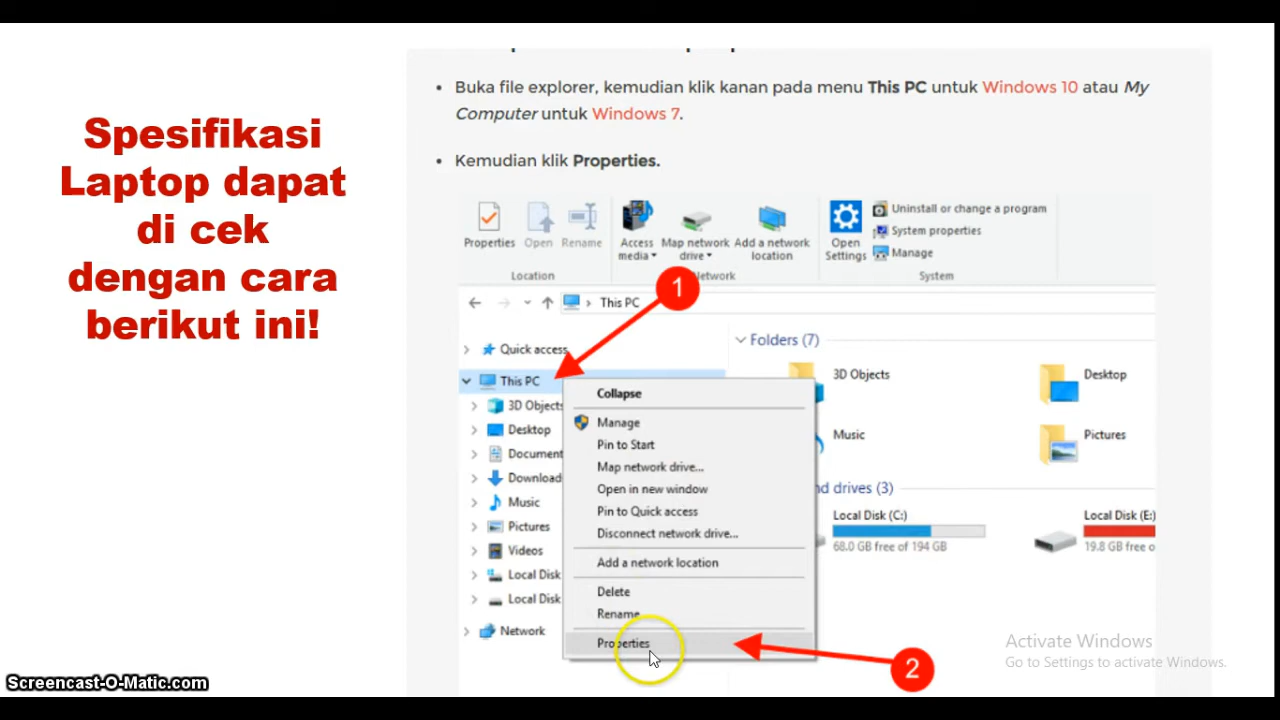 Spesifikasi
Laptop dapat
di cek
dengan cara
berikut ini!
• Buka file explorer, kemudian klik kanan pada menu This PC untuk Windows 10 atau My
Computer untuk Windows 7.
• Kemudian klik Properties.
Properties Open Rename Access media Map network drive Add a network location Open Settings Uninstall or change a program
System properties
Manage
Location Network System
1
This PC
Quick access
This PC
3D Objects
Desktop
Document
Download
Music
Pictures
Videos
Local Disk
Local Disk
Network
Collapse
Manage
Pin to Start
Map network drive...
Open in new window
Pin to Quick access
Disconnect network drive...
Add a network location
Delete
Rename
Properties
2
Folders (7)
3D Objects Desktop
Music Pictures
nd drives (3)
Local Disk (C:) Local Disk (E:)
68.0 GB free of 194 GB 19.8 GB free of
Activate Windows
Go to Settings to activate Windows.
Screencast-O-Matic.com